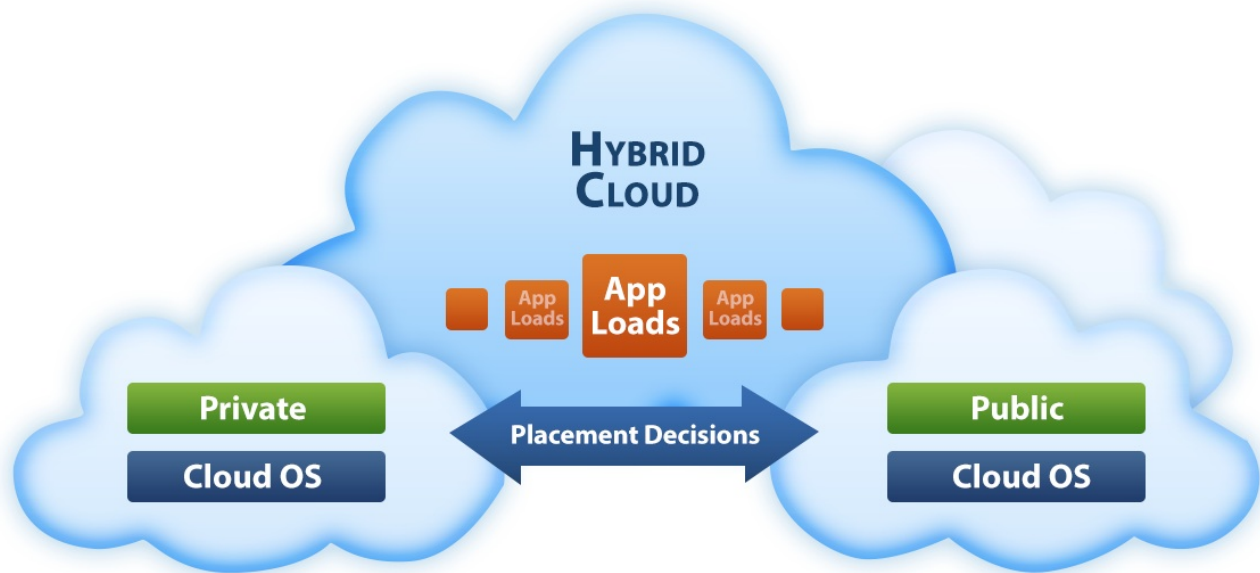 HYBRID
CLOUD
App
Loads
App
Loads
App
Loads
Private
Placement Decisions
Public
Cloud OS
Cloud OS